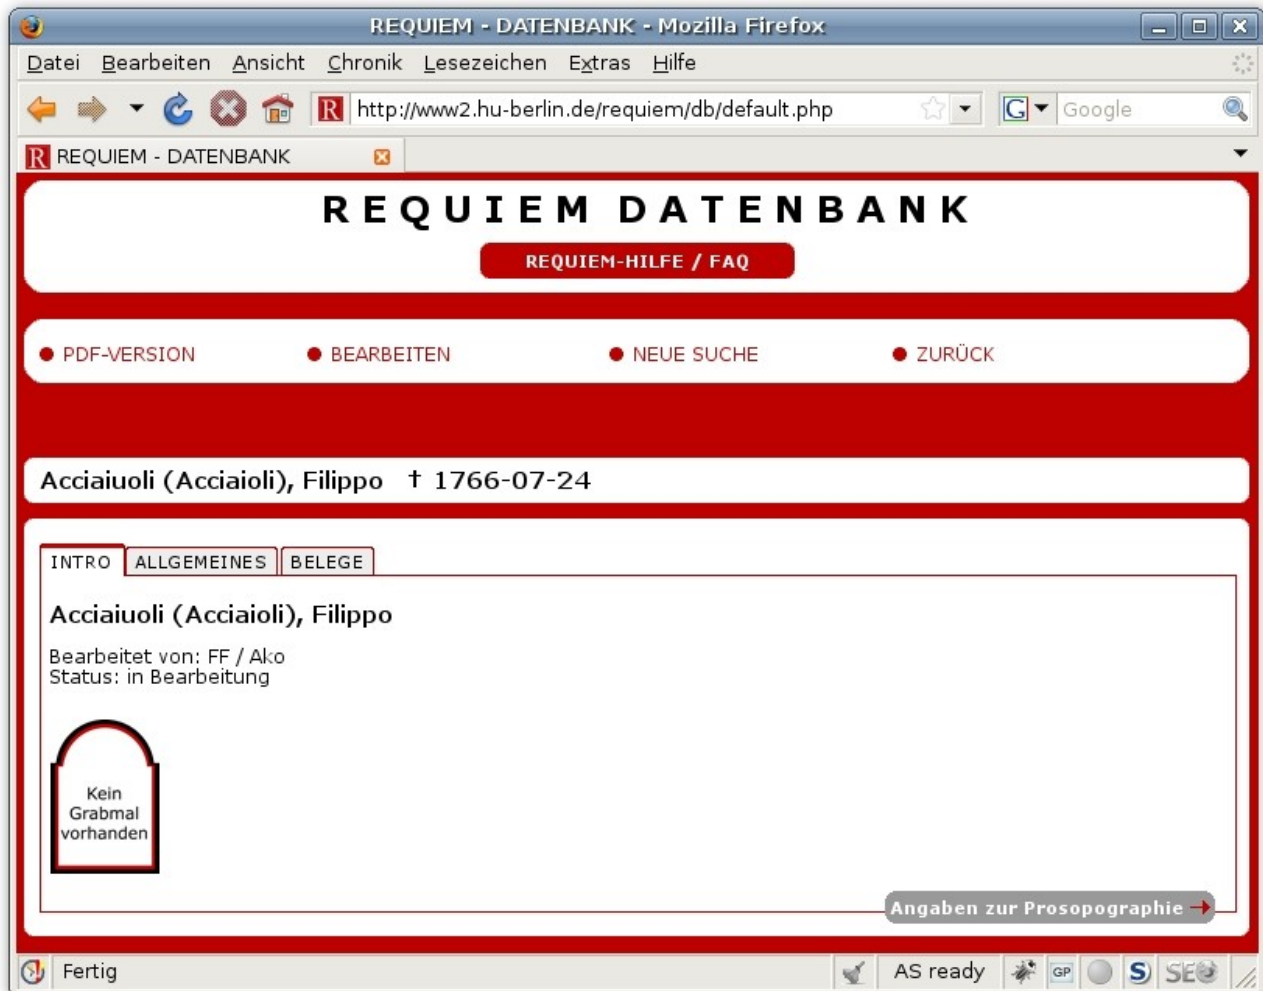 REQUIEM - DATENBANK - Mozilla Firefox
Datei Bearbeiten Ansicht Chronik Lesezeichen Extras Hilfe
R http://www2.hu-berlin.de/requiem/db/default.php G Google
R REQUIEM - DATENBANK
REQUIEM DATENBANK
REQUIEM-HILFE / FAQ
PDF-VERSION BEARBEITEN NEUE SUCHE ZURÜCK
Acciaiuoli (Acciaioli), Filippo † 1766-07-24
INTRO ALLGEMEINES BELEGE
Acciaiuoli (Acciaioli), Filippo
Bearbeitet von: FF / Ako
Status: in Bearbeitung
Kein
Grabmal
vorhanden
Angaben zur Prosopographie →
Fertig AS ready GP S SEO